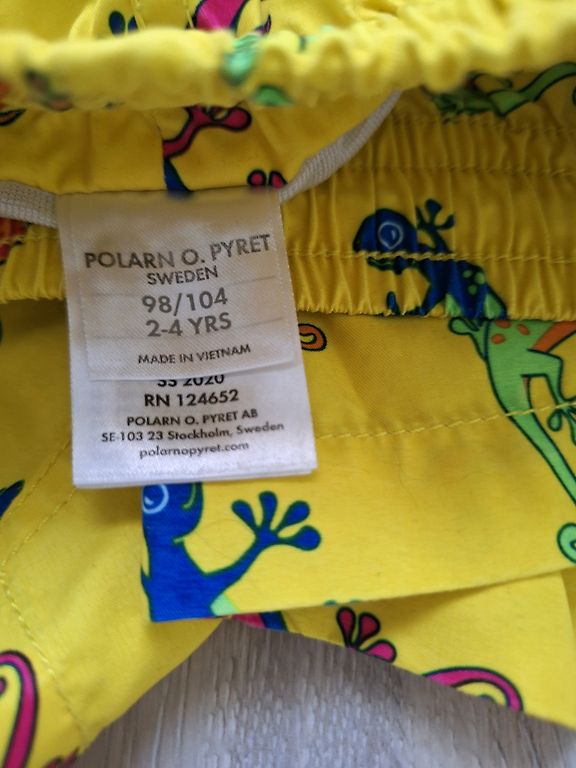 POLARN O. PYRET
SWEDEN
98/104
2-4 YRS
MADE IN VIETNAM
SS 2020
RN 124652
POLARN O. PYRET AB
SE-103 23 Stockholm, Sweden
polarnopyret.com